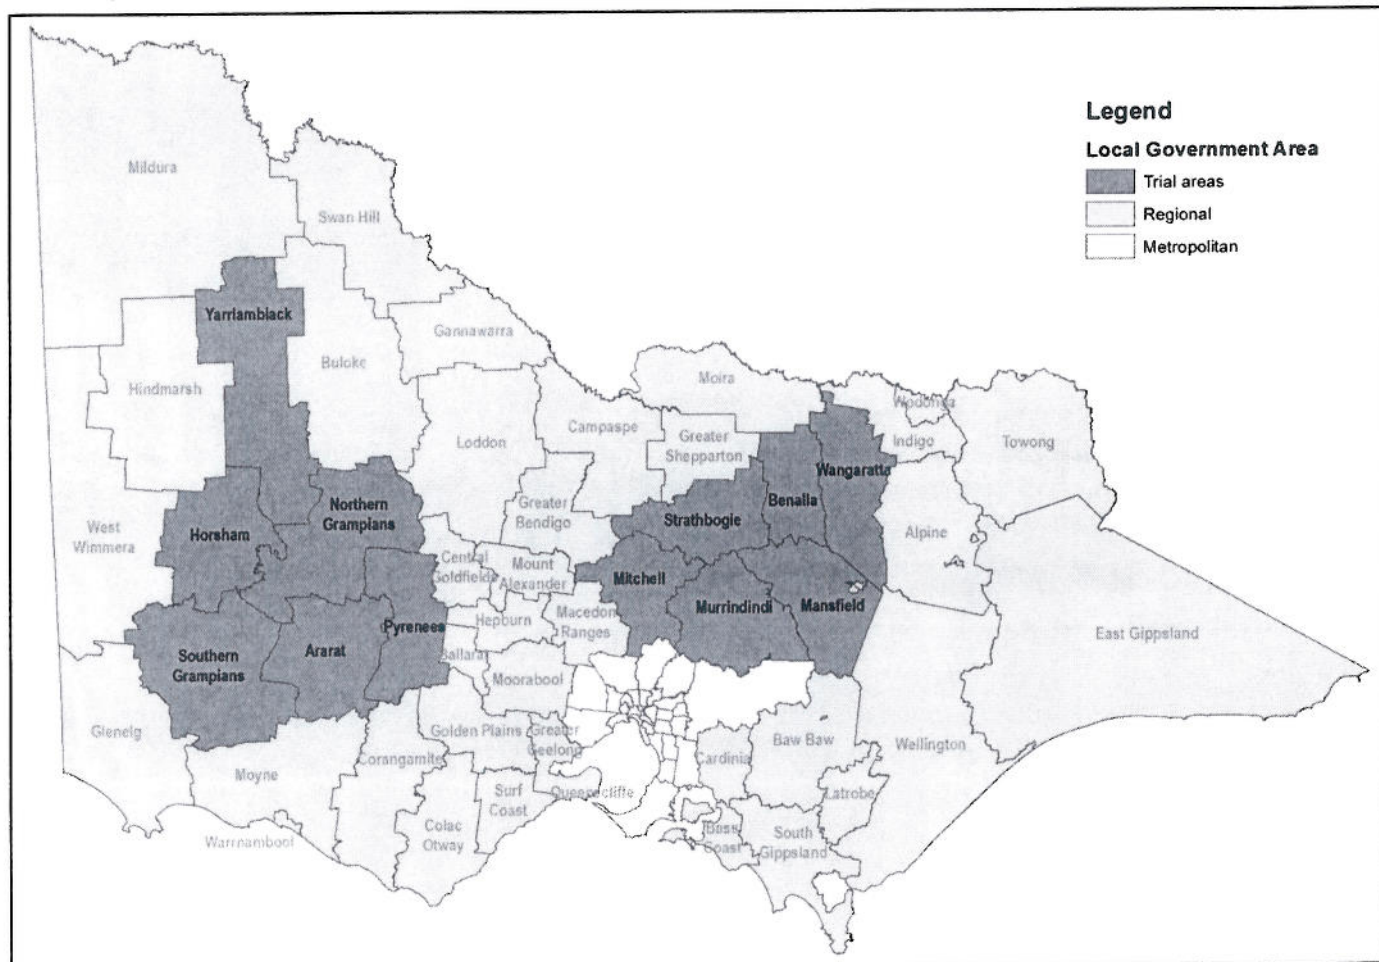 Legend
Local Government Area
Trial areas
Regional
Metropolitan
Mildura
Swan Hill
Yarriambiack
Gannawarra
Buloke
Hindmarsh
Moira
Wodonga
Campaspe
Greater
Shepparton
Indigo
Towong
Loddon
Wangaratta
Benalla
Northern
Grampians
Greater
Bendigo
Strathbogie
West
Wimmera
Horsham
Alpine
Central
Goldfields
Mount
Alexander
Mitchell
Murrindindi
Mansfield
Hepburn
Macedon
Ranges
Pyrenees
East Gippsland
Southern
Grampians
Ararat
Ballarat
Moorabool
Glenelg
Golden Plains
Greater
Geelong
Baw Baw
Wellington
Moyne
Corangamite
Cardinia
Surf
Coast
Queenscliffe
Latrobe
Warrnambool
Colac
Otway
Bass
Coast
South
Gippsland